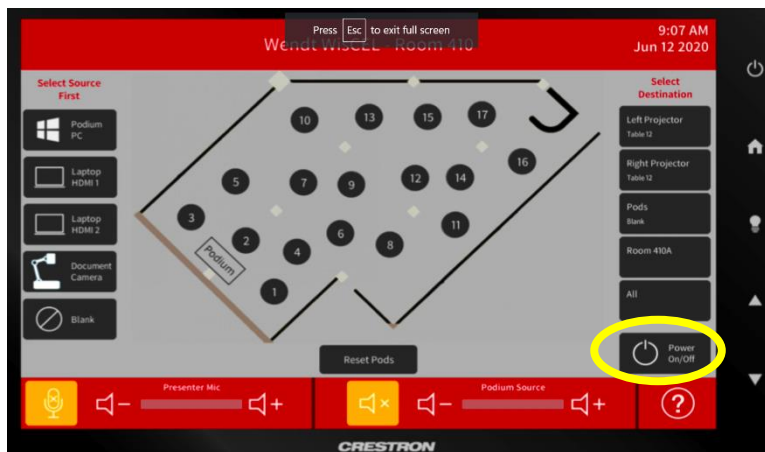 Press Esc to exit full screen
Wendt WisCEL - Room 410
9:07 AM
Jun 12 2020
Select Source
First
Podium
PC
Laptop
HDMI 1
Laptop
HDMI 2
Document
Camera
Blank
10
13
15
17
16
5
7
9
12
14
3
2
4
6
8
11
1
Podium
Select
Destination
Left Projector
Table 12
Right Projector
Table 12
Pods
Blank
Room 410A
All
Power
On/Off
Reset Pods
Presenter Mic
Podium Source
?
CRESTRON